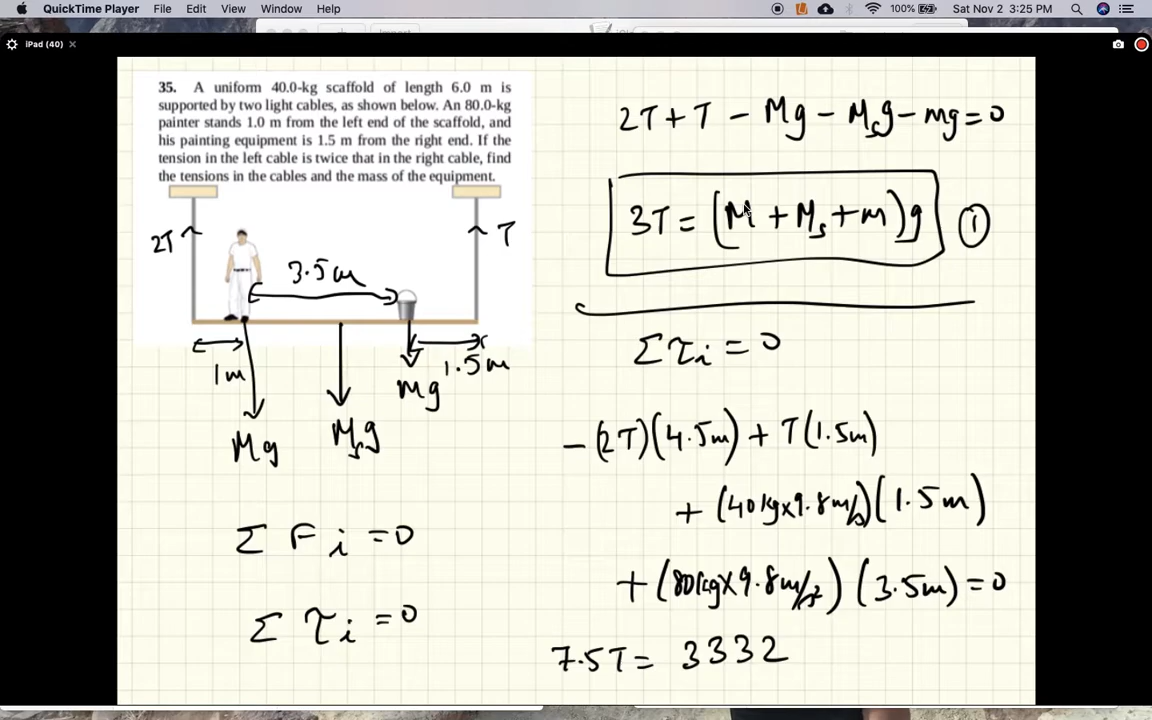 QuickTime Player File Edit View Window Help 100% Sat Nov 2 3:25 PM
iPad (40)
35. A uniform 40.0-kg scaffold of length 6.0 m is
supported by two light cables, as shown below. An 80.0-kg
painter stands 1.0 m from the left end of the scaffold, and
his painting equipment is 1.5 m from the right end. If the
tension in the left cable is twice that in the right cable, find
the tensions in the cables and the mass of the equipment.
2T
T
3.5m
1m
1.5m
Mg
Msg
mg
Σ Fi = 0
Σ τi = 0
2T + T - Mg - Msg - mg = 0
3T = (M + Ms + m)g ①
Στi = 0
- (2T)(4.5m) + T(1.5m)
+ (40kgx9.8m/s²)(1.5m)
+ (80kgx9.8m/s²)(3.5m) = 0
7.5T = 3332